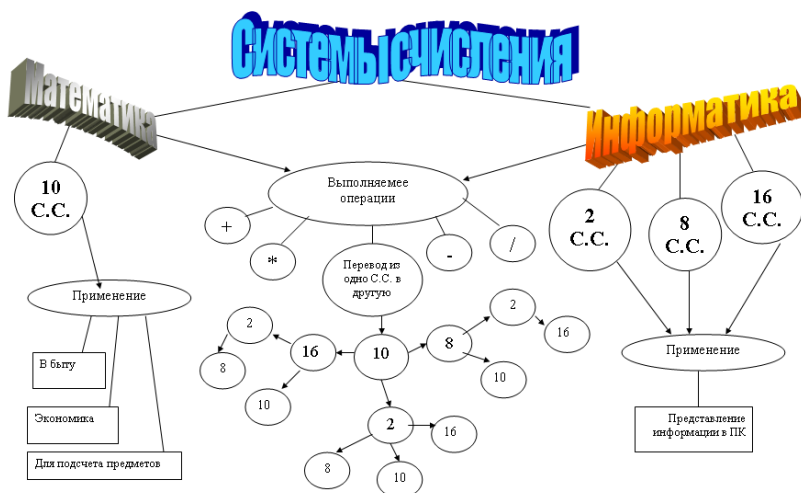 Системы счисления
Математика
Информатика
10
С.С.
Выполняемое
операции
2
С.С.
8
С.С.
16
С.С.
+
*
-
/
Применение
Перевод из
одно С.С. в
другую
В быту
Экономика
Для подсчета предметов
2
8
16
10
10
8
2
16
10
2
16
8
10
Применение
Представление
информации в ПК